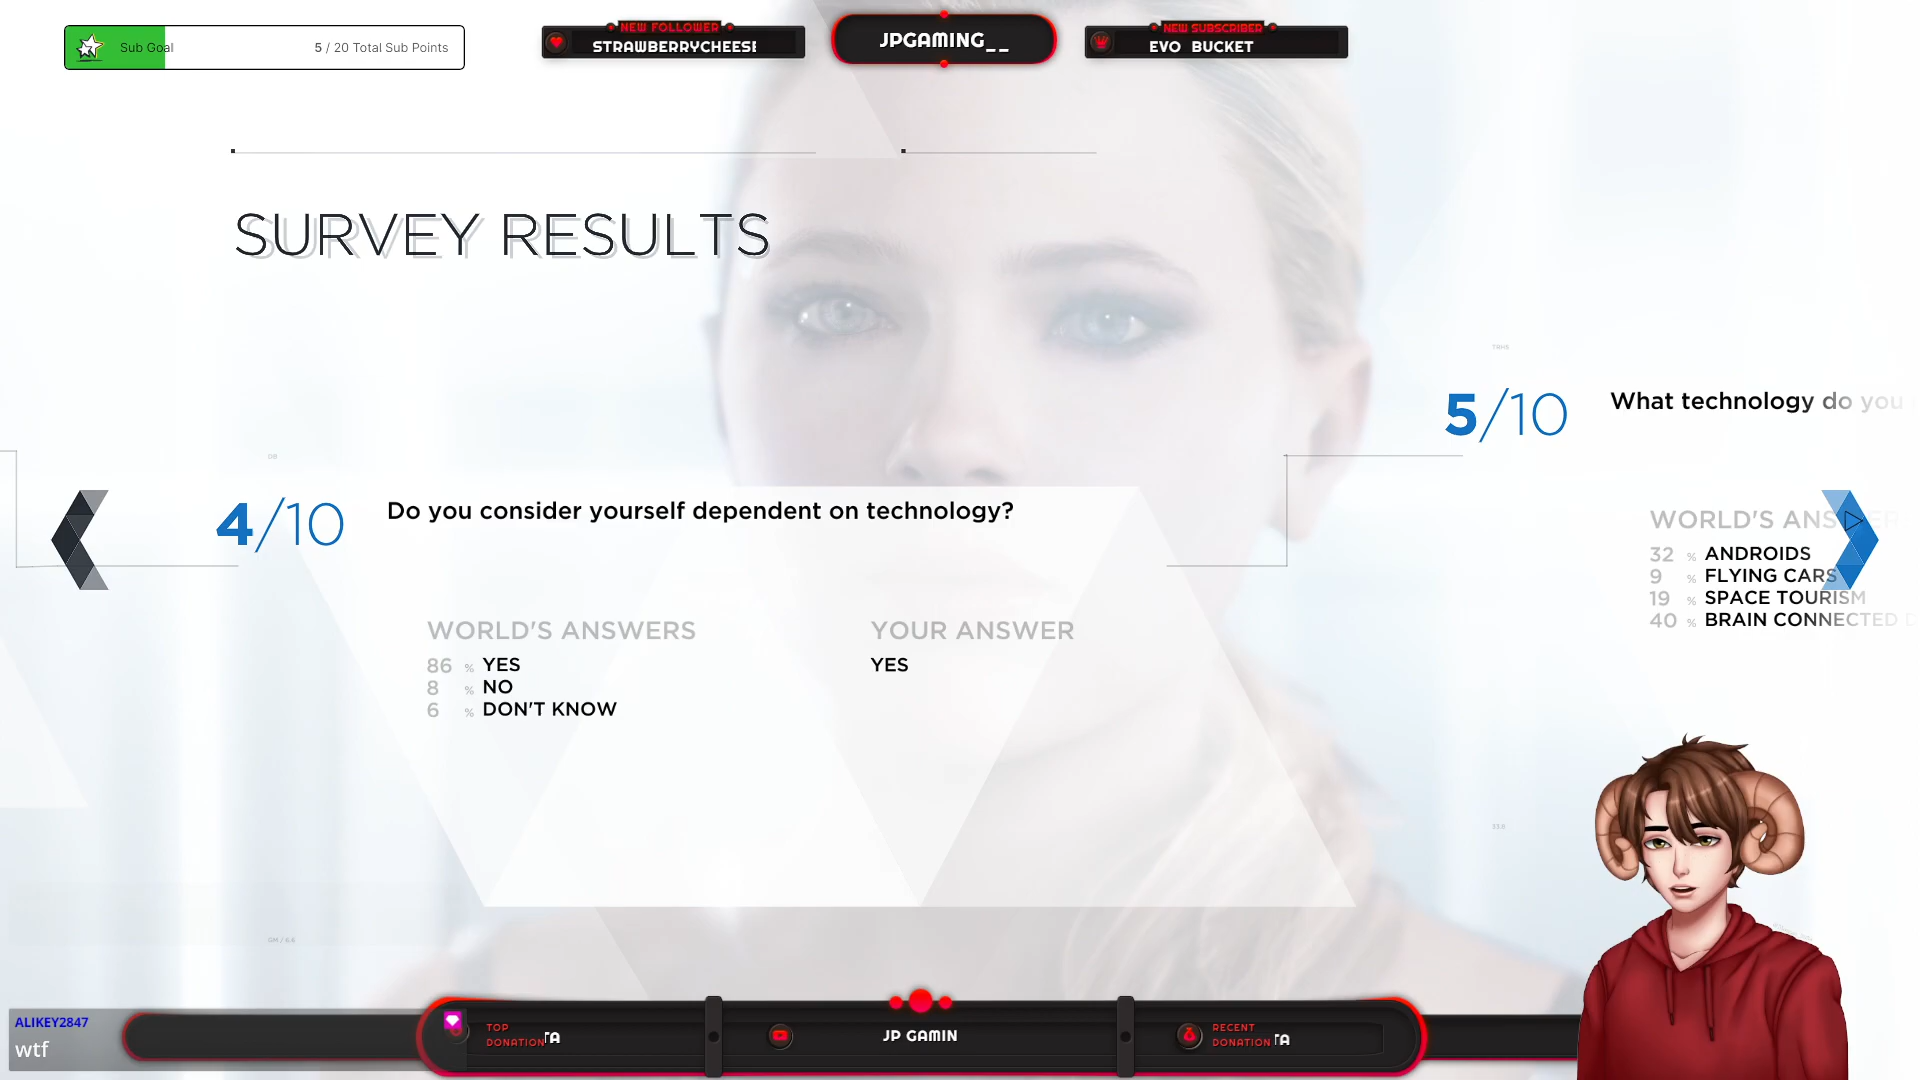 Sub Goal
5 / 20 Total Sub Points
NEW FOLLOWER
STRAWBERRYCHEESE
JPGAMING__
NEW SUBSCRIBER
EVO BUCKET
SURVEY RESULTS
4/10
Do you consider yourself dependent on technology?
WORLD'S ANSWERS
86 % YES
8 % NO
6 % DON'T KNOW
YOUR ANSWER
YES
5/10
What technology do you
WORLD'S ANSWER
32 % ANDROIDS
9 % FLYING CARS
19 % SPACE TOURISM
40 % BRAIN CONNECTED
ALIKEY2847
wtf
TOP
DONATION
JP GAMIN
RECENT
DONATION